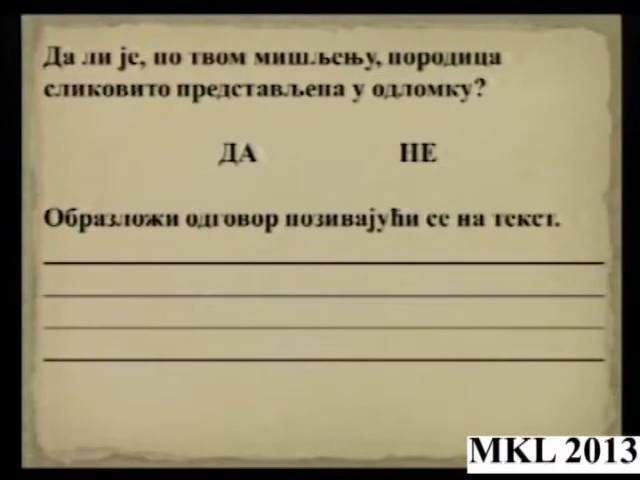 Да ли је, по твом мишљењу, породица
сликовито представљена у одломку?
ДА НЕ
Образложи одговор позивајући се на текст.
MKL 2013